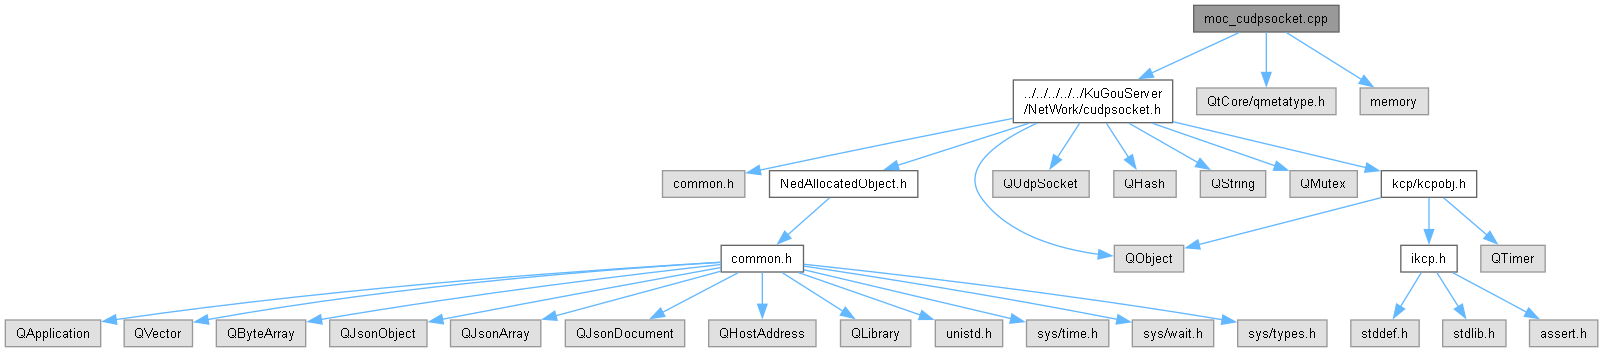 moc_cudpsocket.cpp
../../../../../KuGouServer
/NetWork/cudpsocket.h
QtCore/qmetatype.h
memory
common.h
NedAllocatedObject.h
QUdpSocket
QHash
QString
QMutex
kcp/kcpobj.h
common.h
QObject
ikcp.h
QTimer
QApplication
QVector
QByteArray
QJsonObject
QJsonArray
QJsonDocument
QHostAddress
QLibrary
unistd.h
sys/time.h
sys/wait.h
sys/types.h
stddef.h
stdlib.h
assert.h